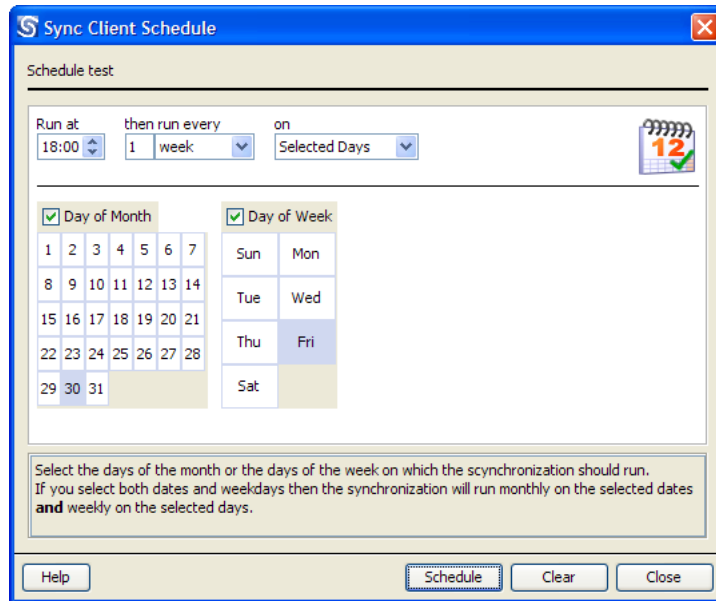 Sync Client Schedule
Schedule test
Run at then run every on
18:00 1 week Selected Days
12
Day of Month Day of Week
1 2 3 4 5 6 7
8 9 10 11 12 13 14
15 16 17 18 19 20 21
22 23 24 25 26 27 28
29 30 31
Sun Mon
Tue Wed
Thu Fri
Sat
Select the days of the month or the days of the week on which the scynchronization should run.
If you select both dates and weekdays then the synchronization will run monthly on the selected dates
and weekly on the selected days.
Help Schedule Clear Close